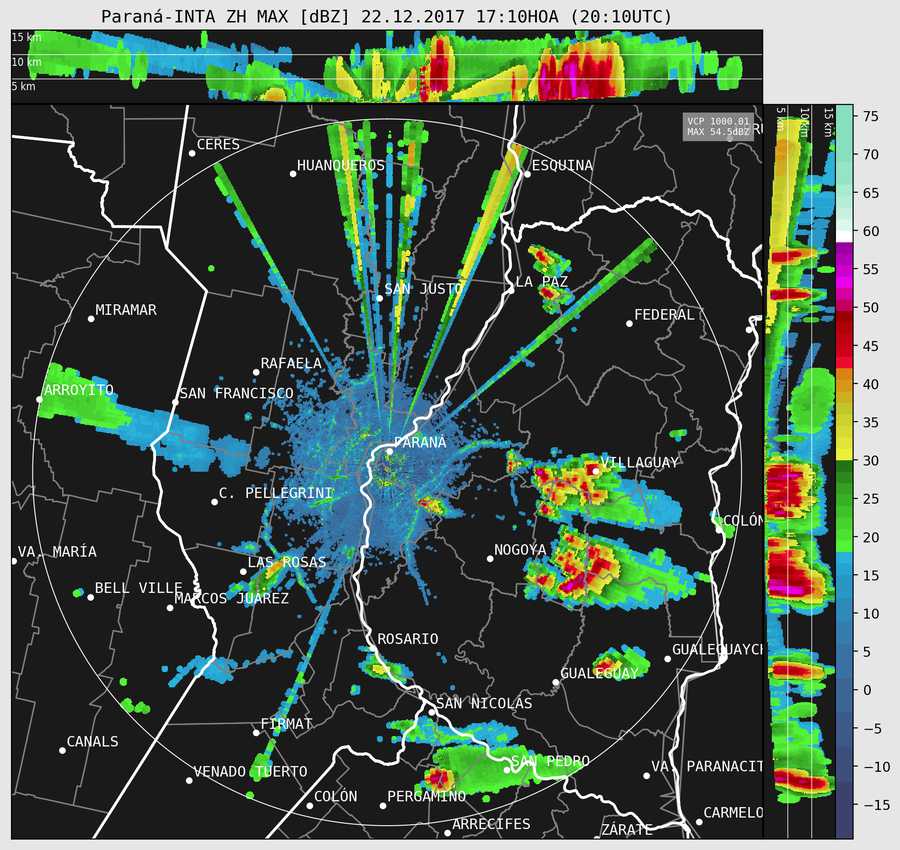 Paraná-INTA ZH MAX [dBZ] 22.12.2017 17:10HOA (20:10UTC)
15 km
10 km
5 km
5 km
10 km
15 km
VCP 1000.01
MAX 54.5dBZ
CERES
HUANQUEROS
ESQUINA
SAN JUSTO
LA PAZ
MIRAMAR
FEDERAL
RAFAELA
ARROYITO
SAN FRANCISCO
PARANÁ
VILLAGUAY
C. PELLEGRINI
COLÓN
VA. MARÍA
NOGOYA
LAS ROSAS
BELL VILLE
MARCOS JUÁREZ
ROSARIO
GUALEGUAYCH
GUALEGUAY
SAN NICOLAS
FIRMAT
CANALS
SAN PEDRO
VENADO TUERTO
VA. PARANACIT
COLÓN
PERGAMINO
CARMELO
ARRECIFES
ZÁRATE
75
70
65
60
55
50
45
40
35
30
25
20
15
10
5
0
−5
−10
−15